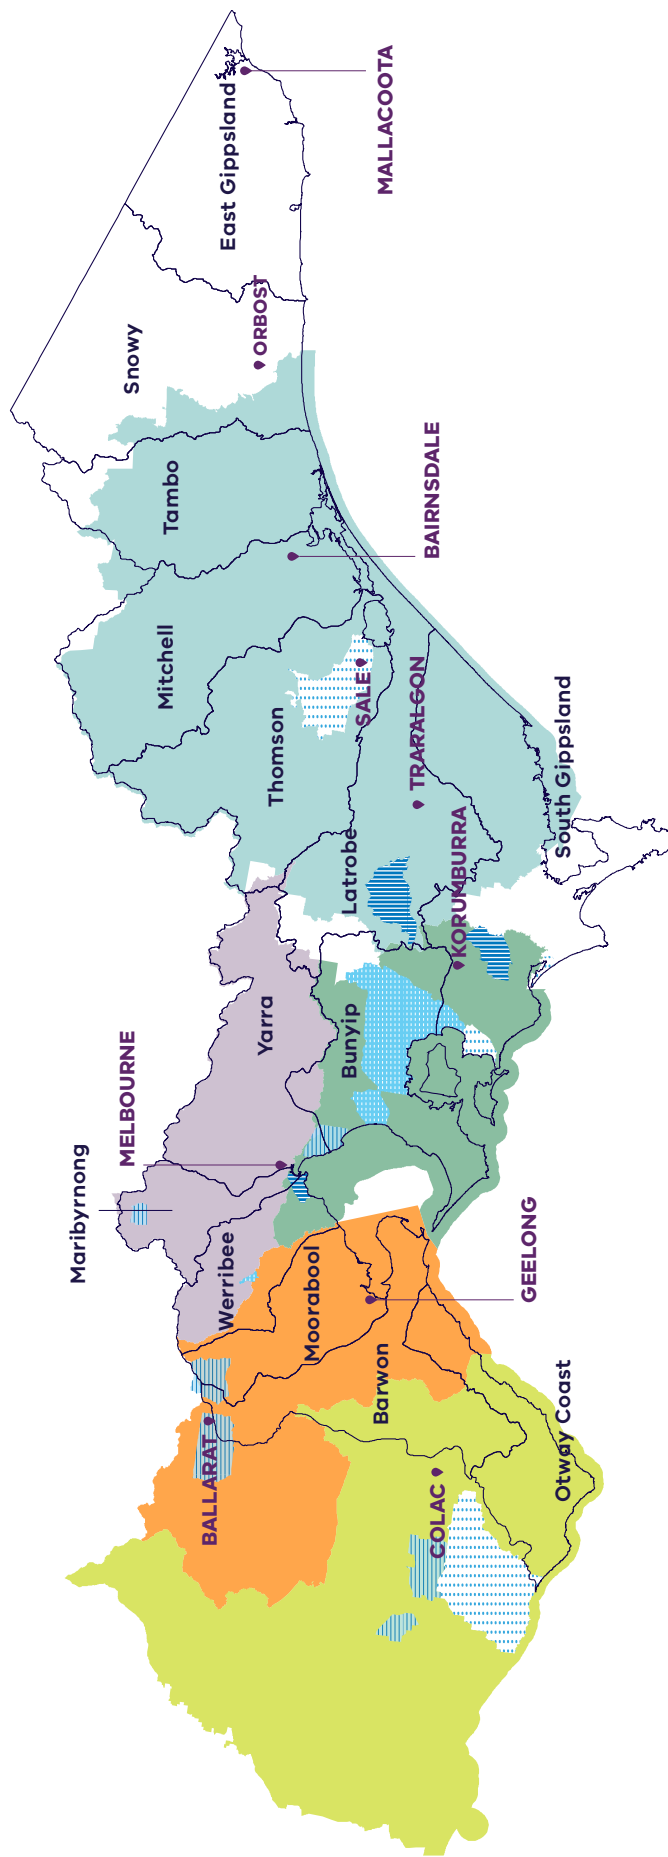 Maribyrnong
MELBOURNE
Werribee
Yarra
Moorabool
GEELONG
BALLARAT
Barwon
COLAC
Otway Coast
Bunyip
KORUMBURRA
Latrobe
Thomson
TRARALGON
SALE
South Gippsland
Mitchell
BAIRNSDALE
Tambo
Snowy
ORBOST
East Gippsland
MALLACOOTA